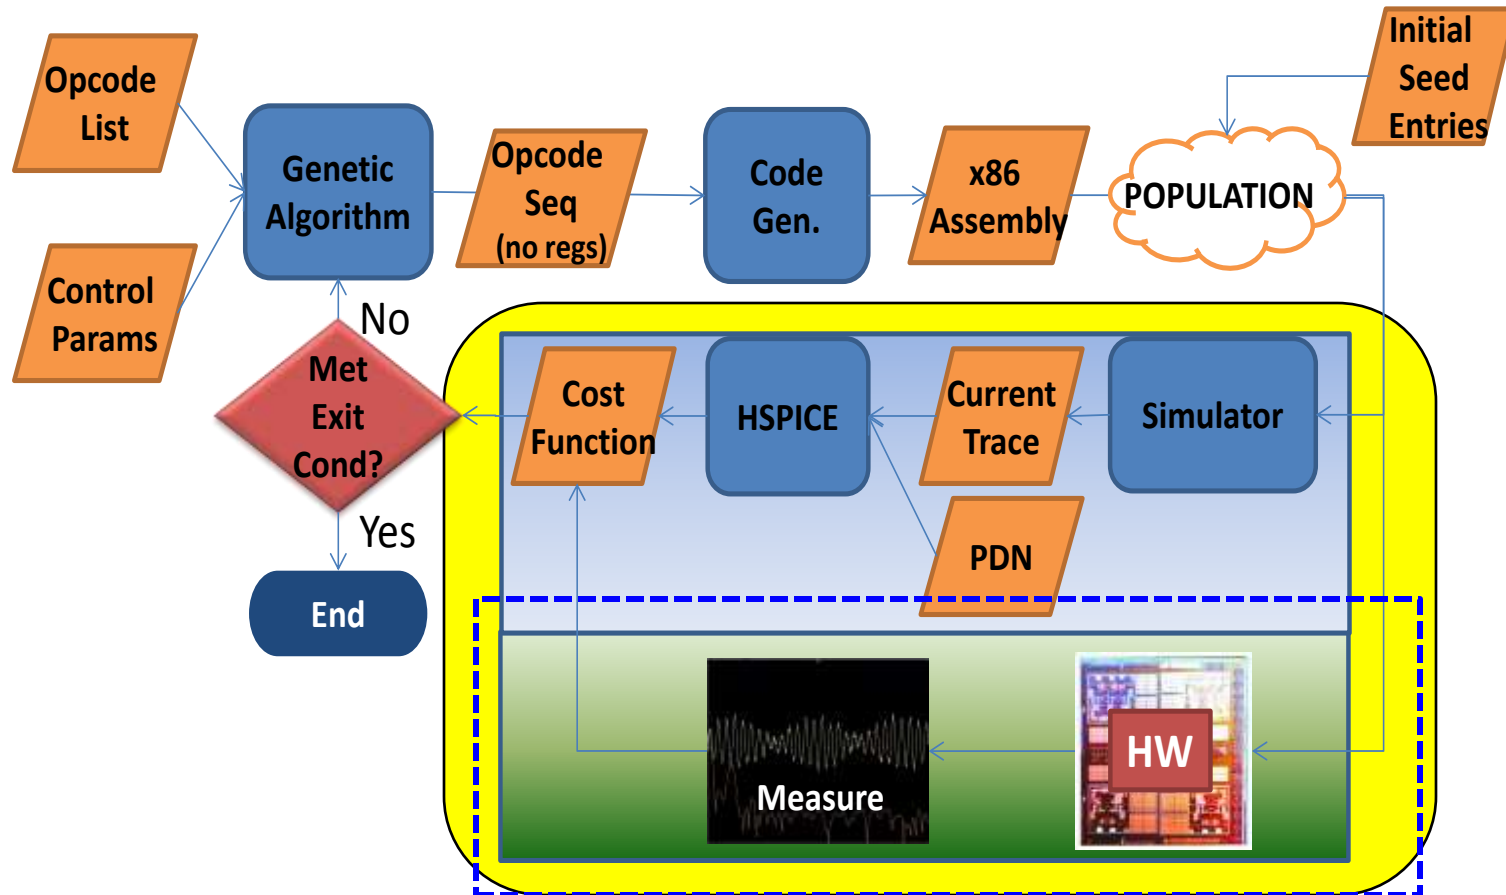 Opcode
List
Control
Params
Genetic
Algorithm
Opcode
Seq
(no regs)
Code
Gen.
x86
Assembly
POPULATION
Initial
Seed
Entries
No
Met
Exit
Cond?
Yes
End
Cost
Function
HSPICE
Current
Trace
Simulator
PDN
Measure
HW